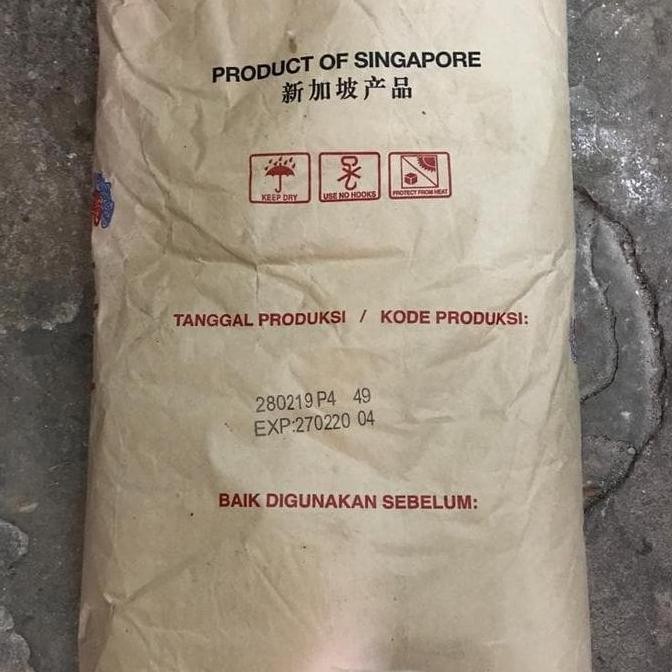 PRODUCT OF SINGAPORE
新加坡产品
KEEP DRY
USE NO HOOKS
PROTECT FROM HEAT
TANGGAL PRODUKSI / KODE PRODUKSI:
280219 P4 49
EXP:270220 04
BAIK DIGUNAKAN SEBELUM: